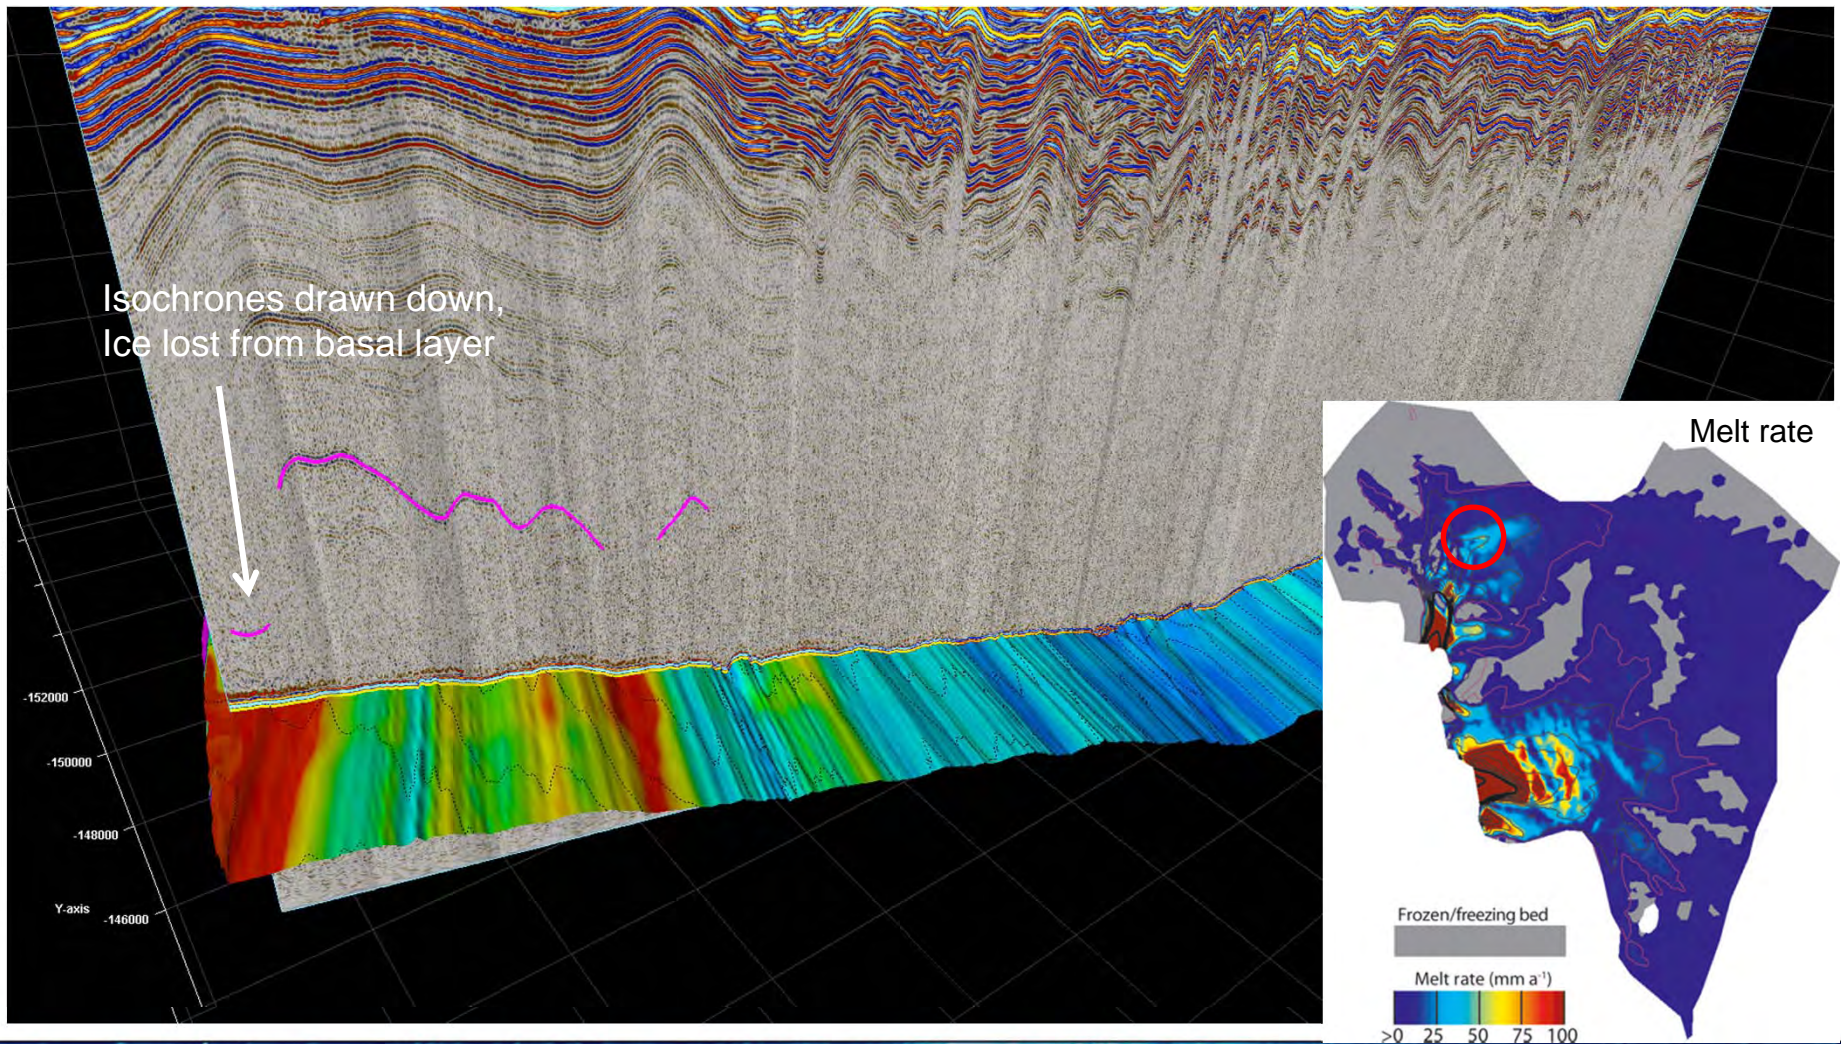 Isochrones drawn down,
Ice lost from basal layer
Melt rate
-152000
-150000
-148000
Y-axis
-146000
Frozen/freezing bed
Melt rate (mm a⁻¹)
>0 25 50 75 100